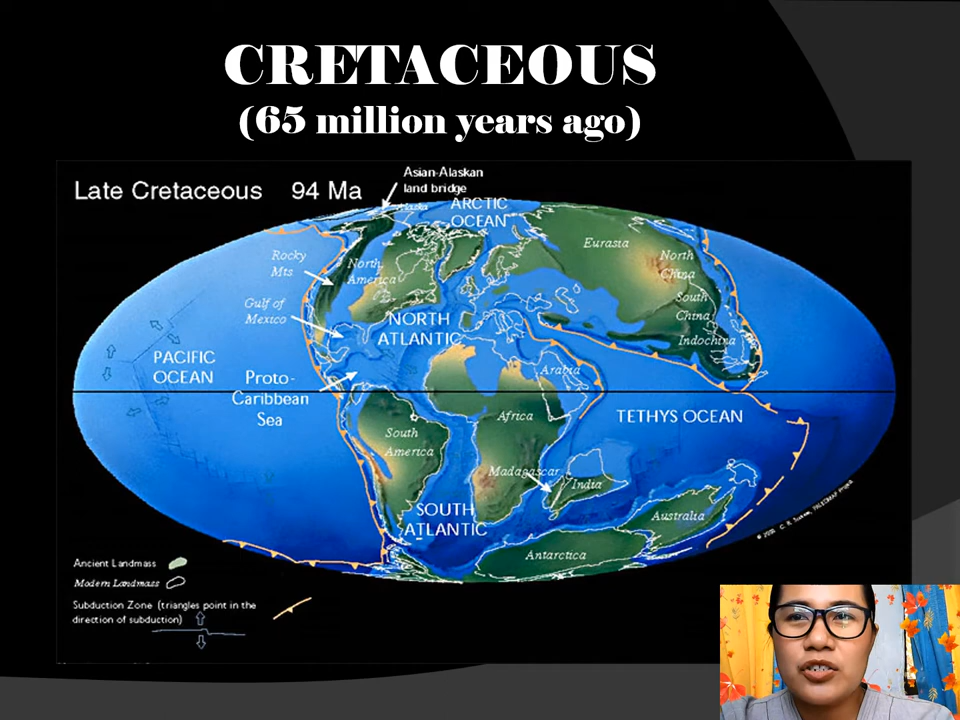 CRETACEOUS
(65 million years ago)
Late Cretaceous 94 Ma
Asian-Alaskan
land bridge
Alaska
ARCTIC
OCEAN
Eurasia
Rocky
Mts
North
America
North
China
Gulf of
Mexico
South
China
NORTH
ATLANTIC
Indochina
PACIFIC
OCEAN
Proto-
Caribbean
Sea
Arabia
Africa
TETHYS OCEAN
South
America
Madagascar
India
SOUTH
ATLANTIC
Australia
Antarctica
Ancient Landmass
Modern Landmass
Subduction Zone (triangles point in the
direction of subduction)